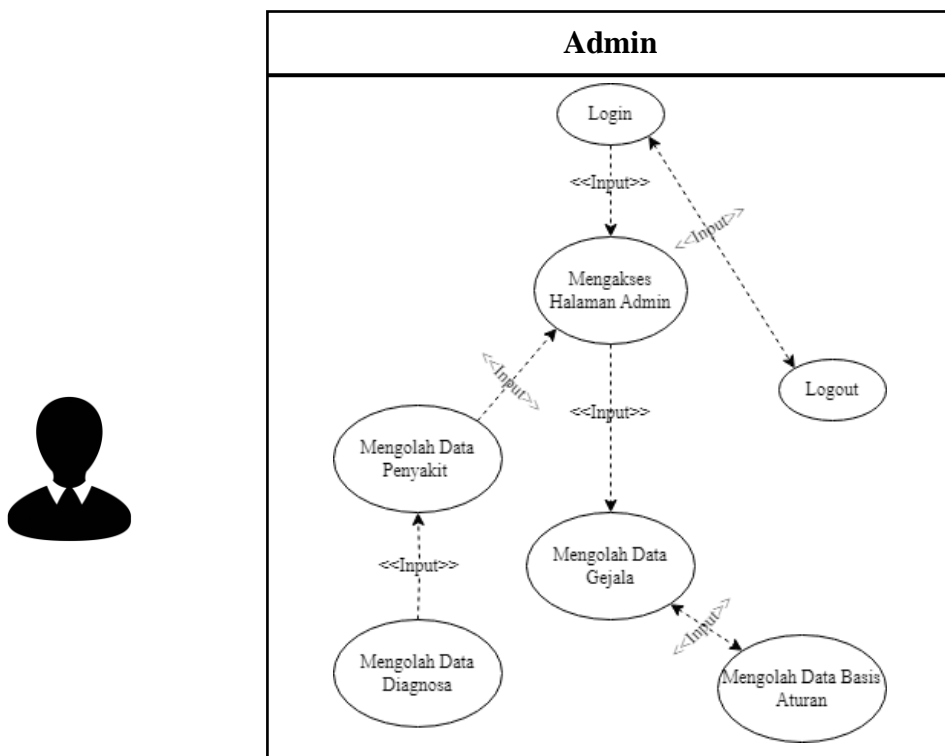 Admin
Login
<<Input>>
<<Input>>
Mengakses
Halaman Admin
<<Input>>
<<Input>>
Logout
Mengolah Data
Penyakit
<<Input>>
Mengolah Data
Gejala
<<Input>>
Mengolah Data
Diagnosa
Mengolah Data Basis
Aturan